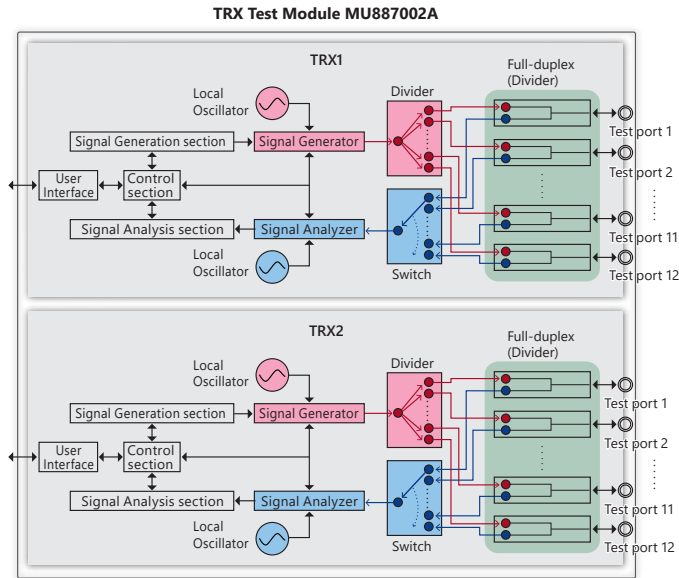 TRX Test Module MU887002A
TRX1
Full-duplex
(Divider)
Local
Oscillator
Divider
Test port 1
Signal Generation section
Signal Generator
Test port 2
User
Interface
Control
section
Signal Analysis section
Signal Analyzer
Test port 11
Local
Oscillator
Switch
Test port 12
TRX2
Full-duplex
(Divider)
Local
Oscillator
Divider
Test port 1
Signal Generation section
Signal Generator
Test port 2
User
Interface
Control
section
Signal Analysis section
Signal Analyzer
Test port 11
Local
Oscillator
Switch
Test port 12